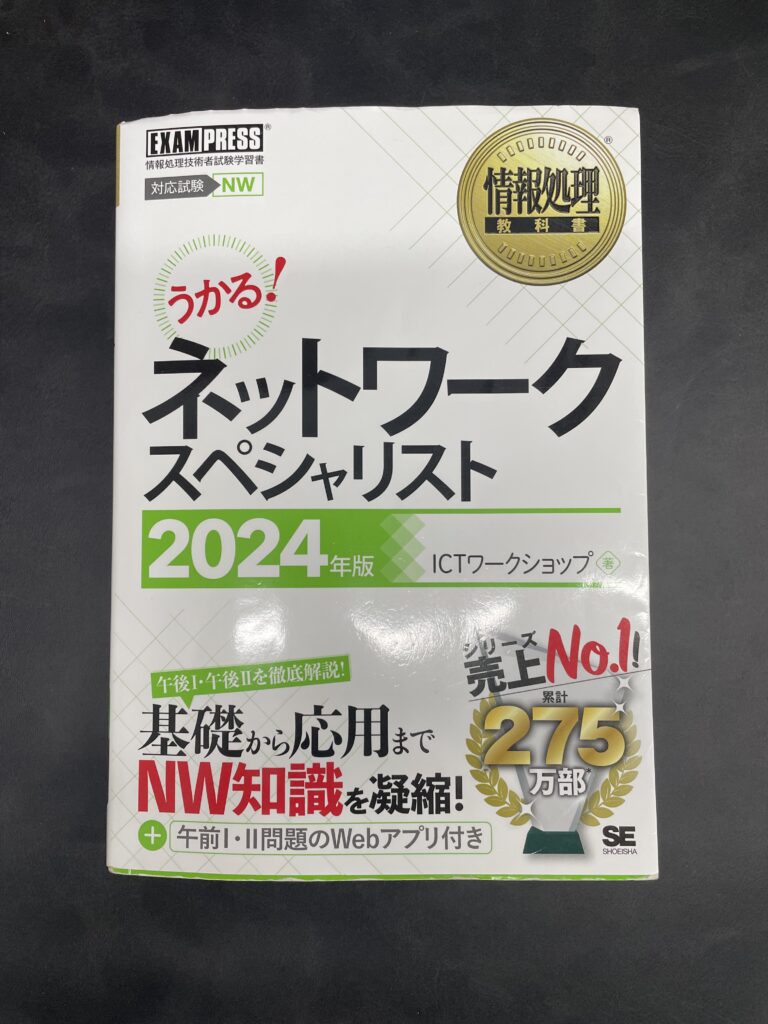 EXAMPRESS®
情報処理技術者試験学習書
対応試験 NW
情報処理®
教科書
うかる!
ネットワーク
スペシャリスト
2024年版
ICTワークショップ 著
午後Ⅰ・午後Ⅱを徹底解説!
基礎から応用まで
NW知識を凝縮!
+ 午前Ⅰ・Ⅱ問題のWebアプリ付き
シリーズ
売上No.1!
累計
275
万部*
SE
SHOEISHA